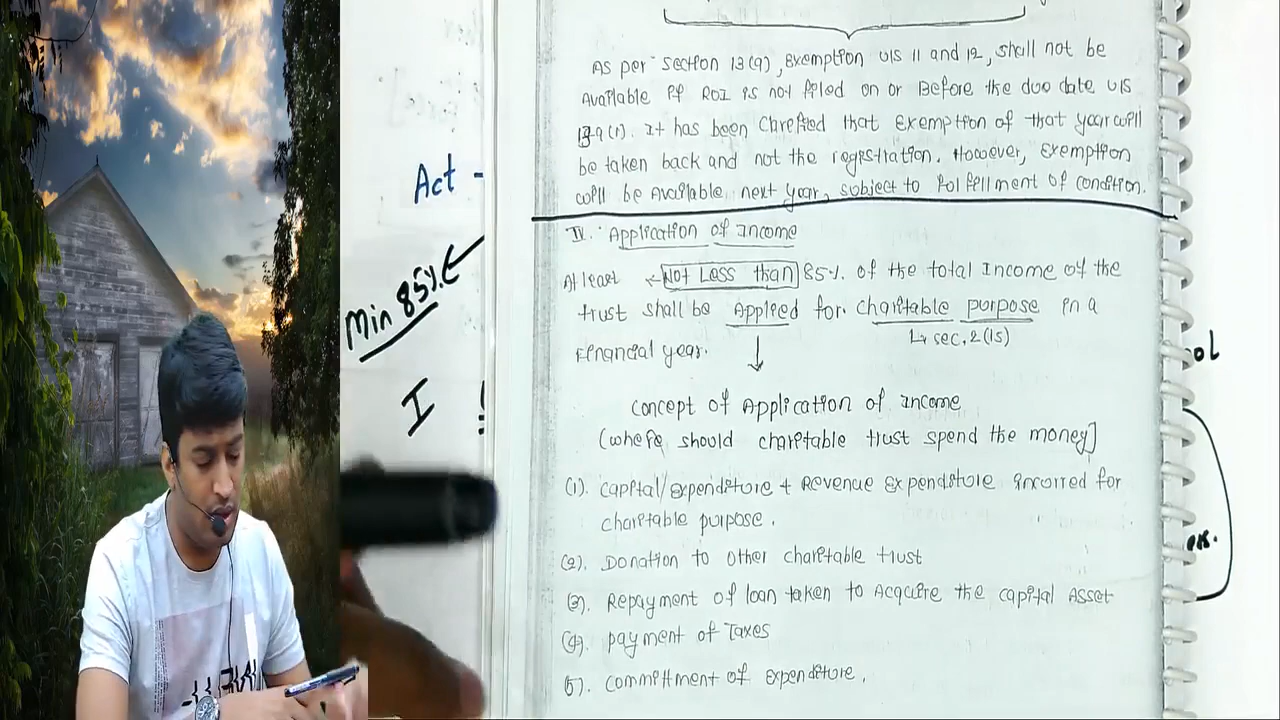 As per section 13(9), exemption u/s 11 and 12, shall not be
Available if ROI is not filed on or Before the due date u/s
139(1). It has been Clarified that exemption of that year will
be taken back and not the registration. However, exemption
will be Available next year, subject to fulfillment of condition.
IV. Application of Income
At least ← Not Less than 85% of the total Income of the
trust shall be Applied for charitable purpose in a
↳ sec. 2(15)
Financial year.
Concept of Application of Income
(where should charitable trust spend the money]
(1). Capital/expenditure + Revenue Expenditure incurred for
charitable purpose.
(2). Donation to other charitable trust
(3). Repayment of loan taken to Acquire the capital Asset
(4). Payment of Taxes
(5). Committment of expenditure.
Act -
Min 85% ←
I